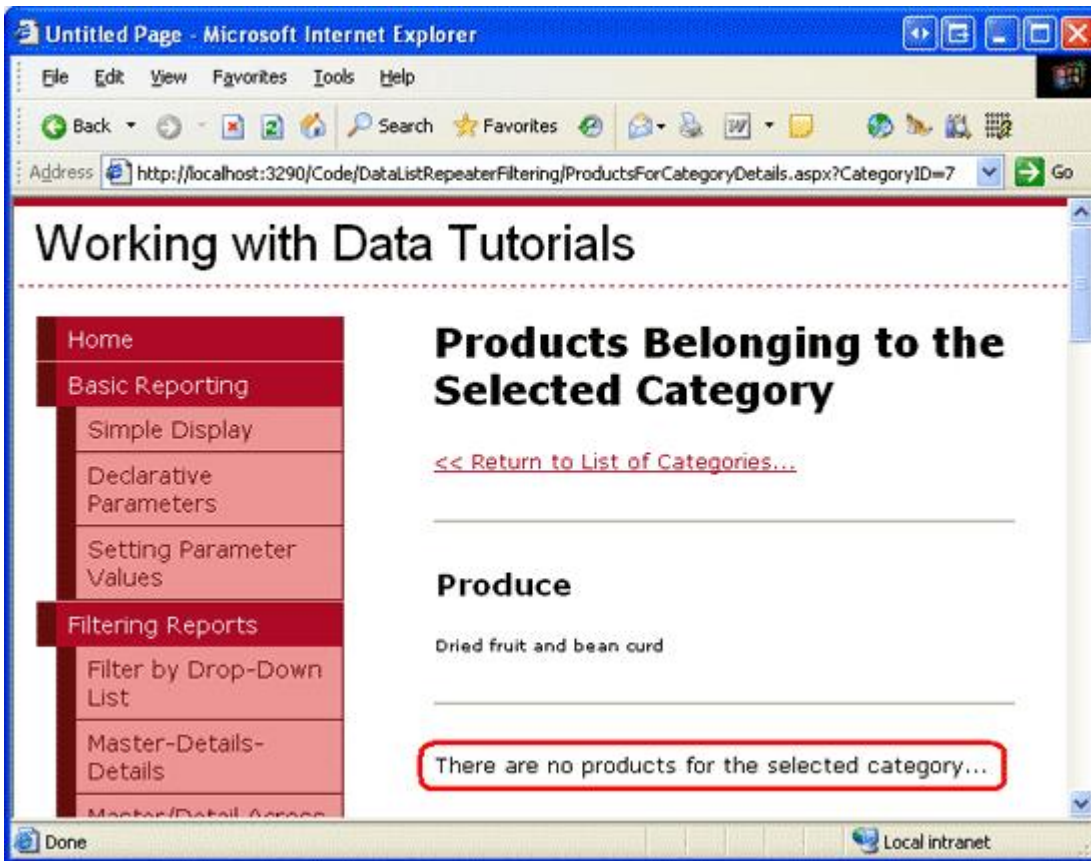 Untitled Page - Microsoft Internet Explorer
File Edit View Favorites Tools Help
Back Search Favorites
Address http://localhost:3290/Code/DataListRepeaterFiltering/ProductsForCategoryDetails.aspx?CategoryID=7 Go
Working with Data Tutorials
Home
Basic Reporting
Simple Display
Declarative
Parameters
Setting Parameter
Values
Filtering Reports
Filter by Drop-Down
List
Master-Details-
Details
Master/Detail Across
Products Belonging to the
Selected Category
<< Return to List of Categories...
Produce
Dried fruit and bean curd
There are no products for the selected category...
Done Local intranet